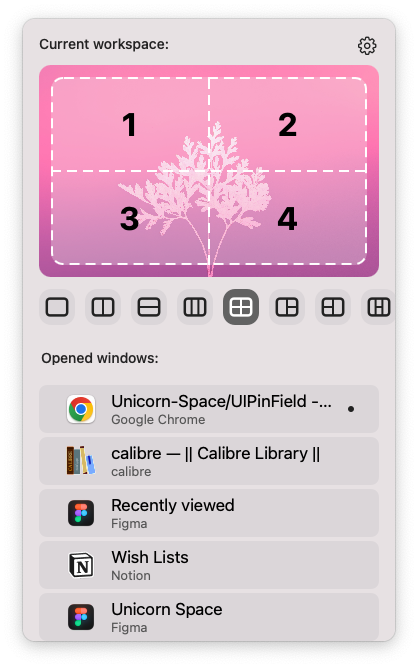 Current workspace:
1
2
3
4
Opened windows:
Unicorn-Space/UIPinField -...
Google Chrome
calibre — || Calibre Library ||
calibre
Recently viewed
Figma
Wish Lists
Notion
Unicorn Space
Figma